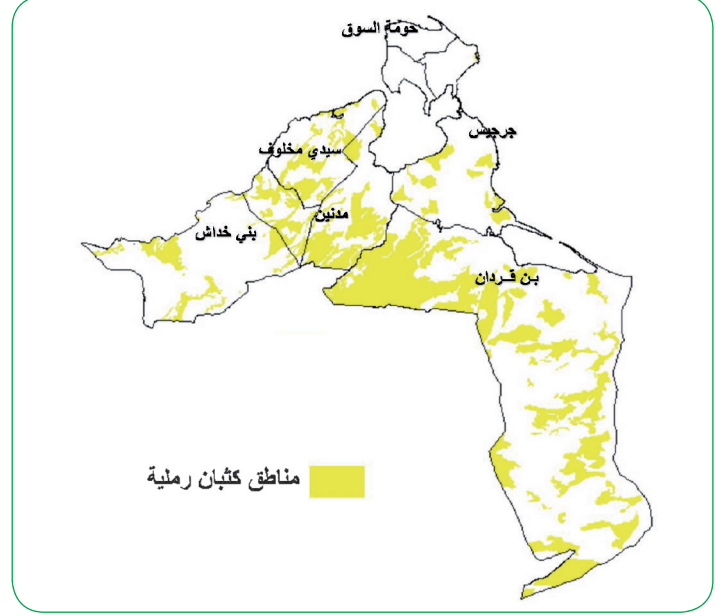 حومة السوق
جرجيس
سيدي مخلوف
مدنين
بني خداش
بن قردان
مناطق كثبان رملية